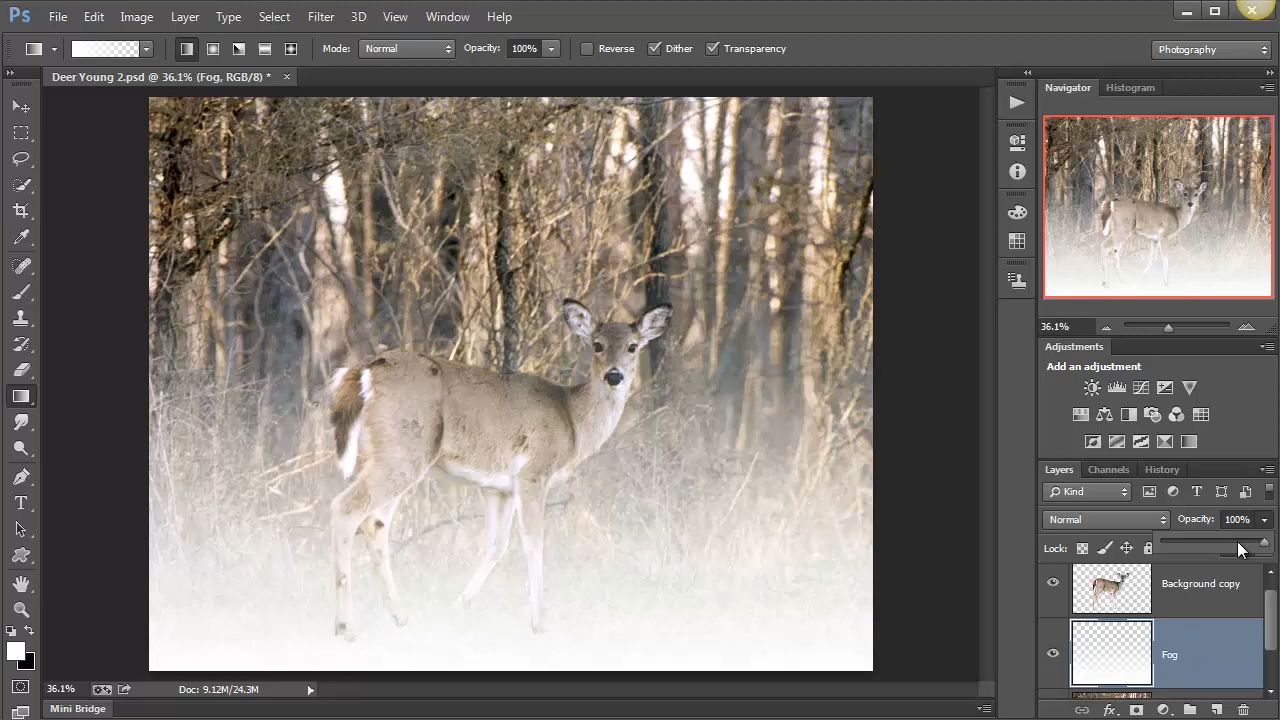 Ps File Edit Image Layer Type Select Filter 3D View Window Help
Mode: Normal Opacity: 100% Reverse Dither Transparency Photography
Deer Young 2.psd @ 36.1% (Fog, RGB/8) * ×
Navigator Histogram
36.1%
Adjustments
Add an adjustment
Layers Channels History
Kind T
Normal Opacity: 100%
Lock:
Background copy
Fog
T
36.1% Doc: 9.12M/24.3M
Mini Bridge
fx